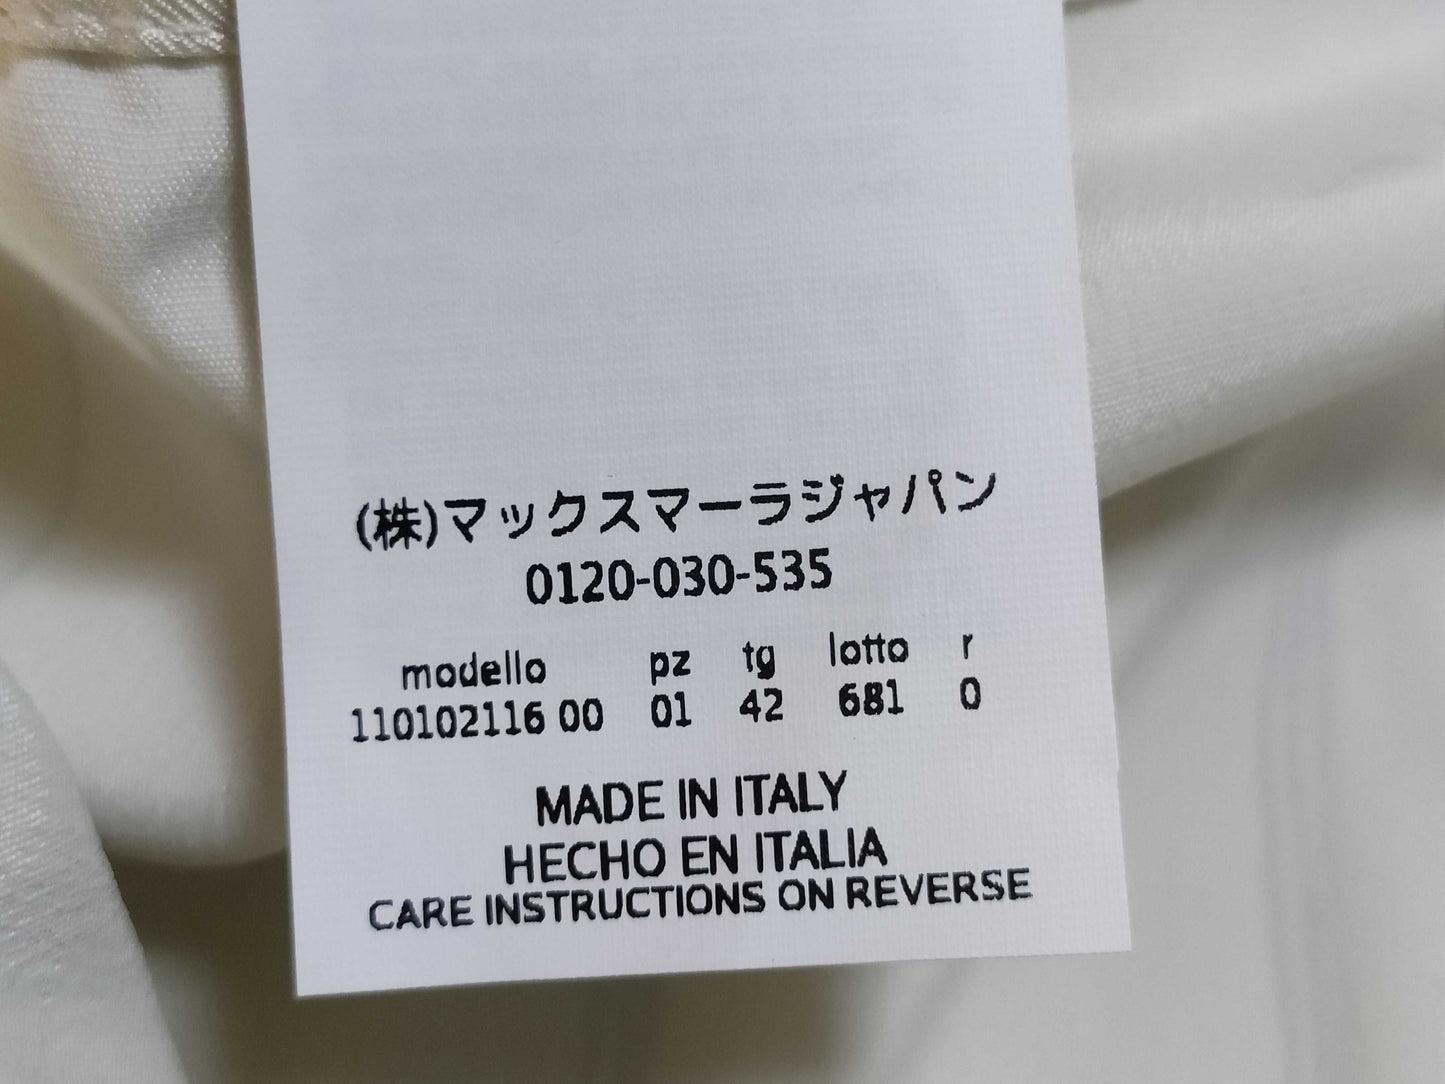 (株)マックスマーラジャパン
0120-030-535
modello pz tg lotto r
110102116 00 01 42 681 0
MADE IN ITALY
HECHO EN ITALIA
CARE INSTRUCTIONS ON REVERSE